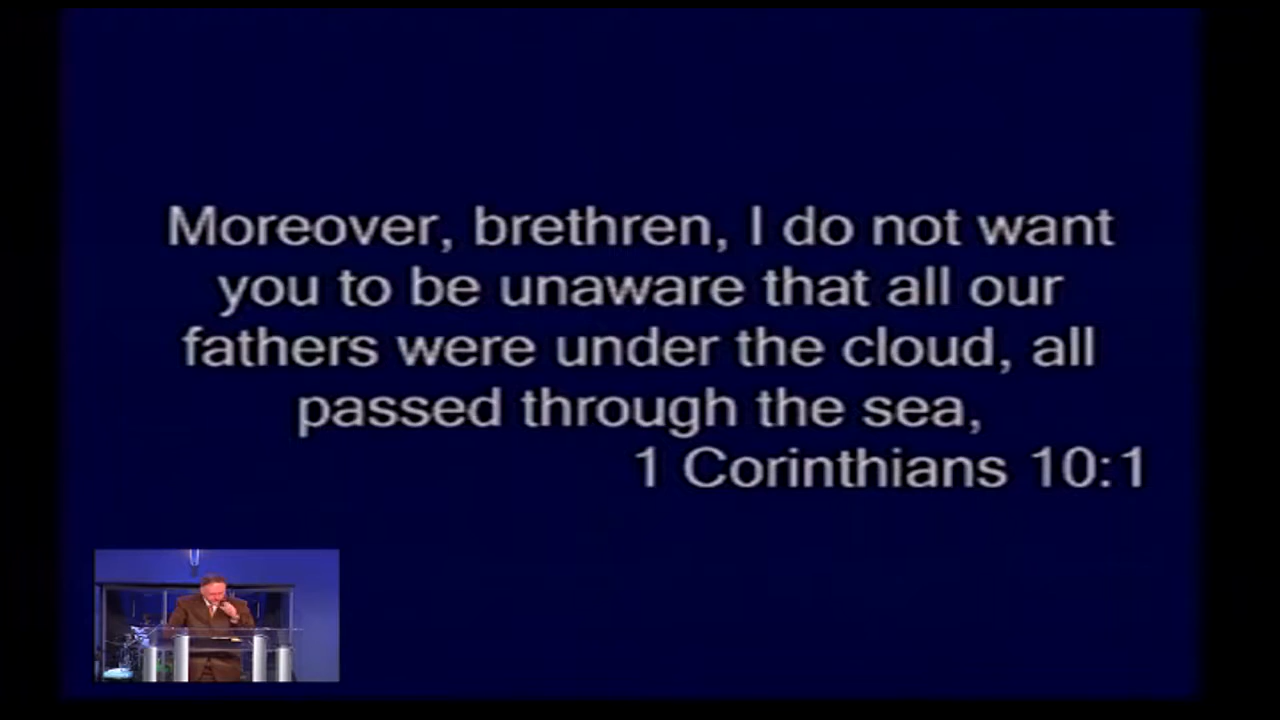 Moreover, brethren, I do not want
you to be unaware that all our
fathers were under the cloud, all
passed through the sea,
1 Corinthians 10:1